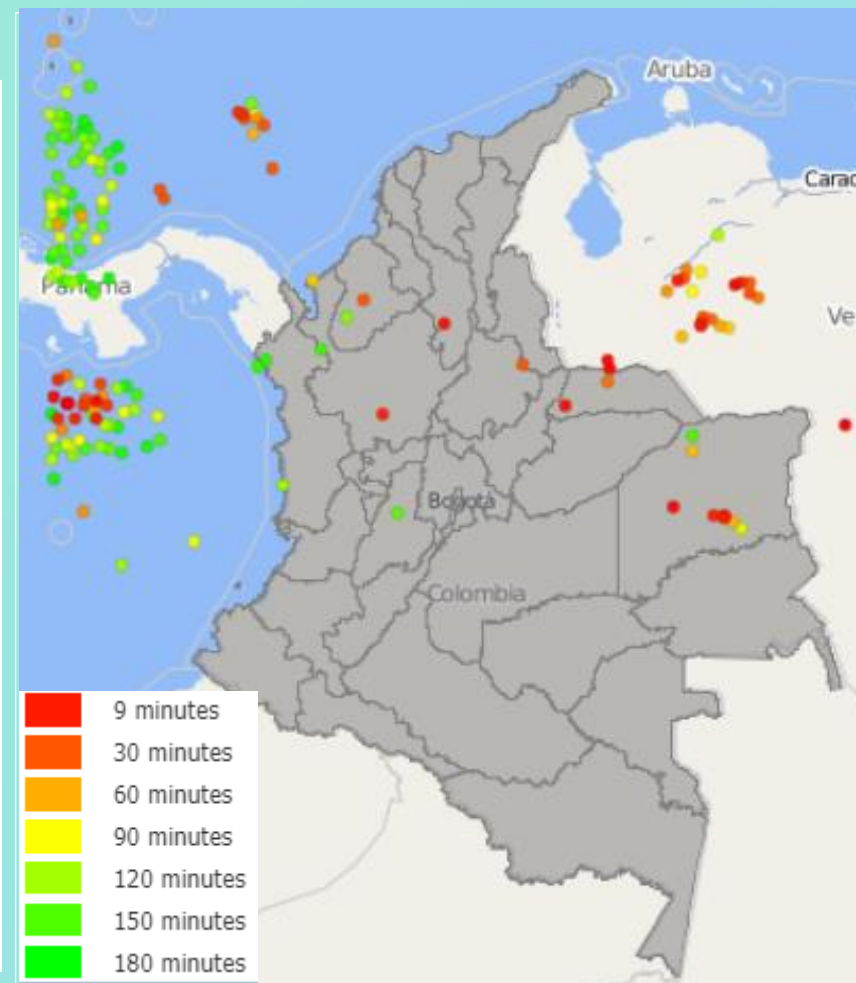 Aruba
Carac
Panama
Ve
Bogotá
Colombia
9 minutes
30 minutes
60 minutes
90 minutes
120 minutes
150 minutes
180 minutes